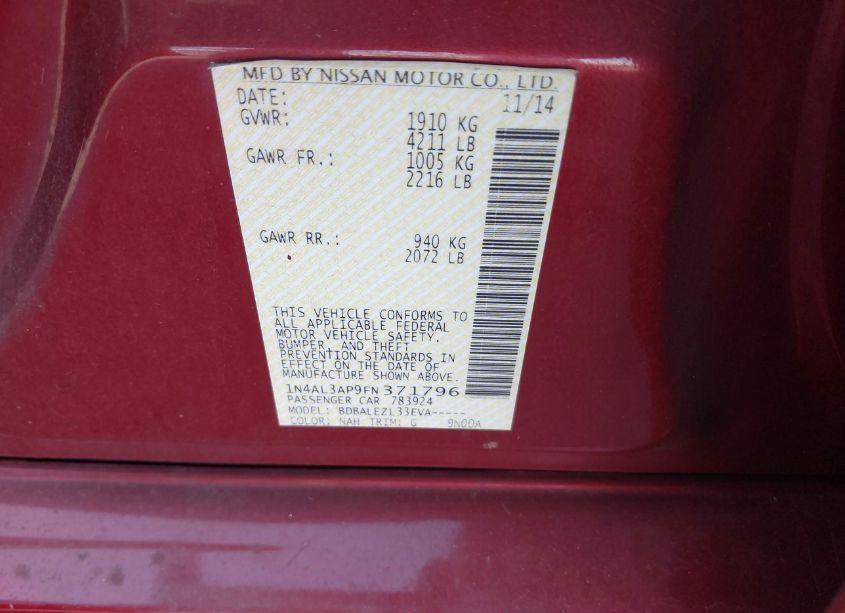 MFD BY NISSAN MOTOR CO., LTD.
DATE: 11/14
GVWR: 1910 KG
4211 LB
GAWR FR.: 1005 KG
2216 LB
GAWR RR.: 940 KG
2072 LB
THIS VEHICLE CONFORMS TO
ALL APPLICABLE FEDERAL
MOTOR VEHICLE SAFETY,
BUMPER, AND THEFT
PREVENTION STANDARDS IN
EFFECT ON THE DATE OF
MANUFACTURE SHOWN ABOVE.
1N4AL3AP9FN371796
PASSENGER CAR 783924
MODEL: BDBALEZL33EVA-----
COLOR: NAH TRIM: G 9N00A